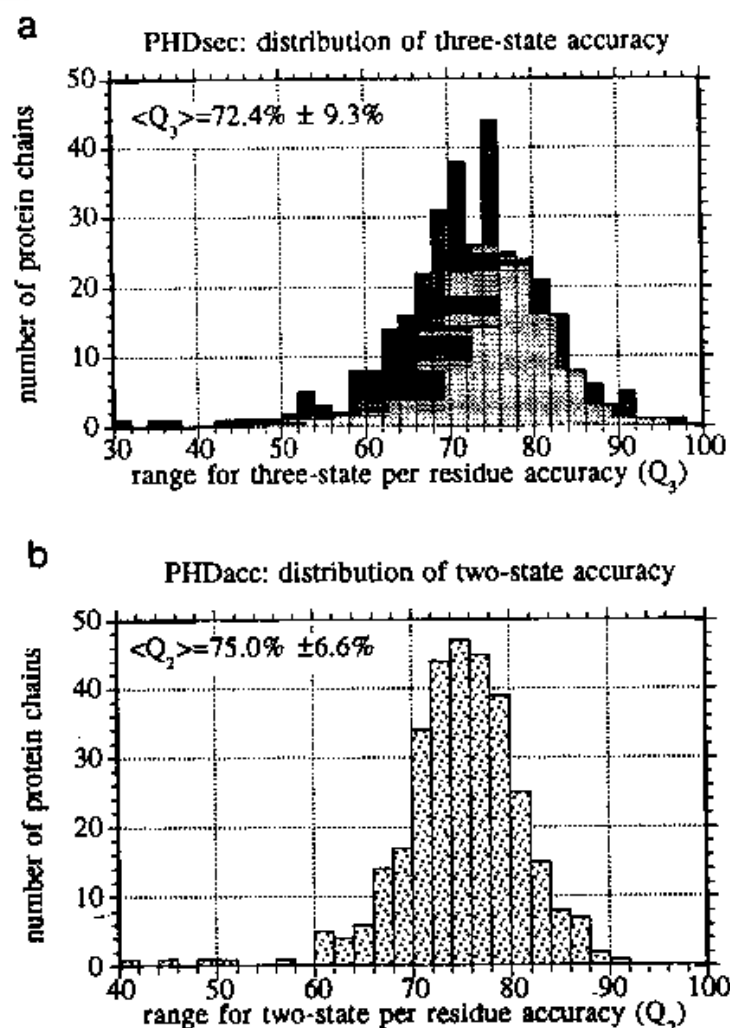 a
PHDsec: distribution of three-state accuracy
<Q3>=72.4% ± 9.3%
number of protein chains
50
40
30
20
10
0
30 40 50 60 70 80 90 100
range for three-state per residue accuracy (Q3)
b
PHDacc: distribution of two-state accuracy
<Q2>=75.0% ±6.6%
number of protein chains
50
40
30
20
10
0
40 50 60 70 80 90 100
range for two-state per residue accuracy (Q2)